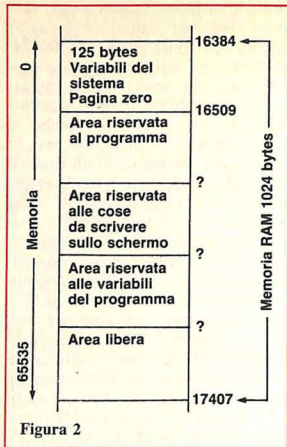 16384
125 bytes
Variabili del
sistema
Pagina zero
16509
Area riservata
al programma
?
Area riservata
alle cose
da scrivere
sullo schermo
?
Area riservata
alle variabili
del programma
?
Area libera
17407
0
Memoria
65535
Memoria RAM 1024 bytes
Figura 2